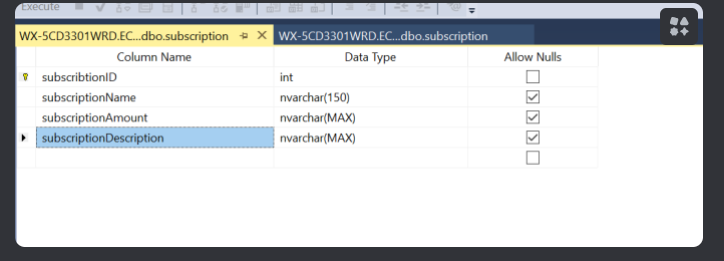 Execute
WX-5CD3301WRD.EC...dbo.subscription WX-5CD3301WRD.EC...dbo.subscription
Column Name Data Type Allow Nulls
subscribtionID int
subscriptionName nvarchar(150)
subscriptionAmount nvarchar(MAX)
subscriptionDescription nvarchar(MAX)